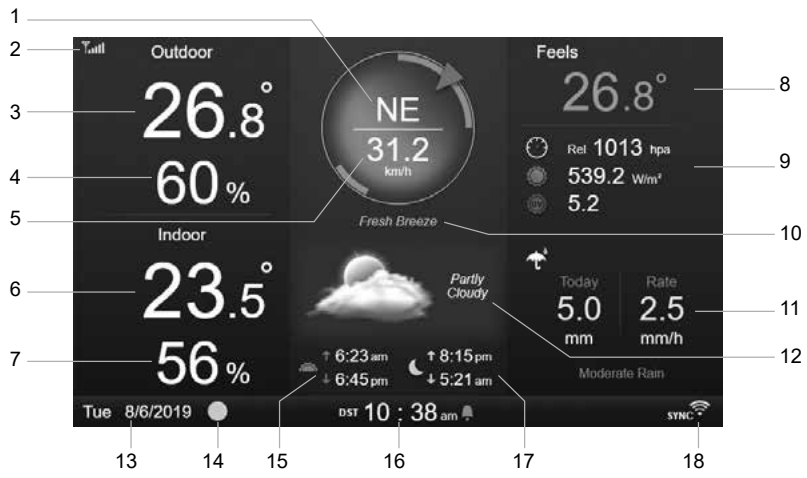 1
2
3
4
5
6
7
8
9
10
11
12
13
14
15
16
17
18
Outdoor
26.8°
60 %
Indoor
23.5°
56 %
NE
31.2
km/h
Fresh Breeze
Partly
Cloudy
↑ 6:23 am
↓ 6:45 pm
↑ 8:15 pm
↓ 5:21 am
Feels
26.8°
Rel 1013 hpa
539.2 W/m²
UV 5.2
Today Rate
5.0 2.5
mm mm/h
Moderate Rain
Tue 8/6/2019
DST 10 : 38 am
SYNC